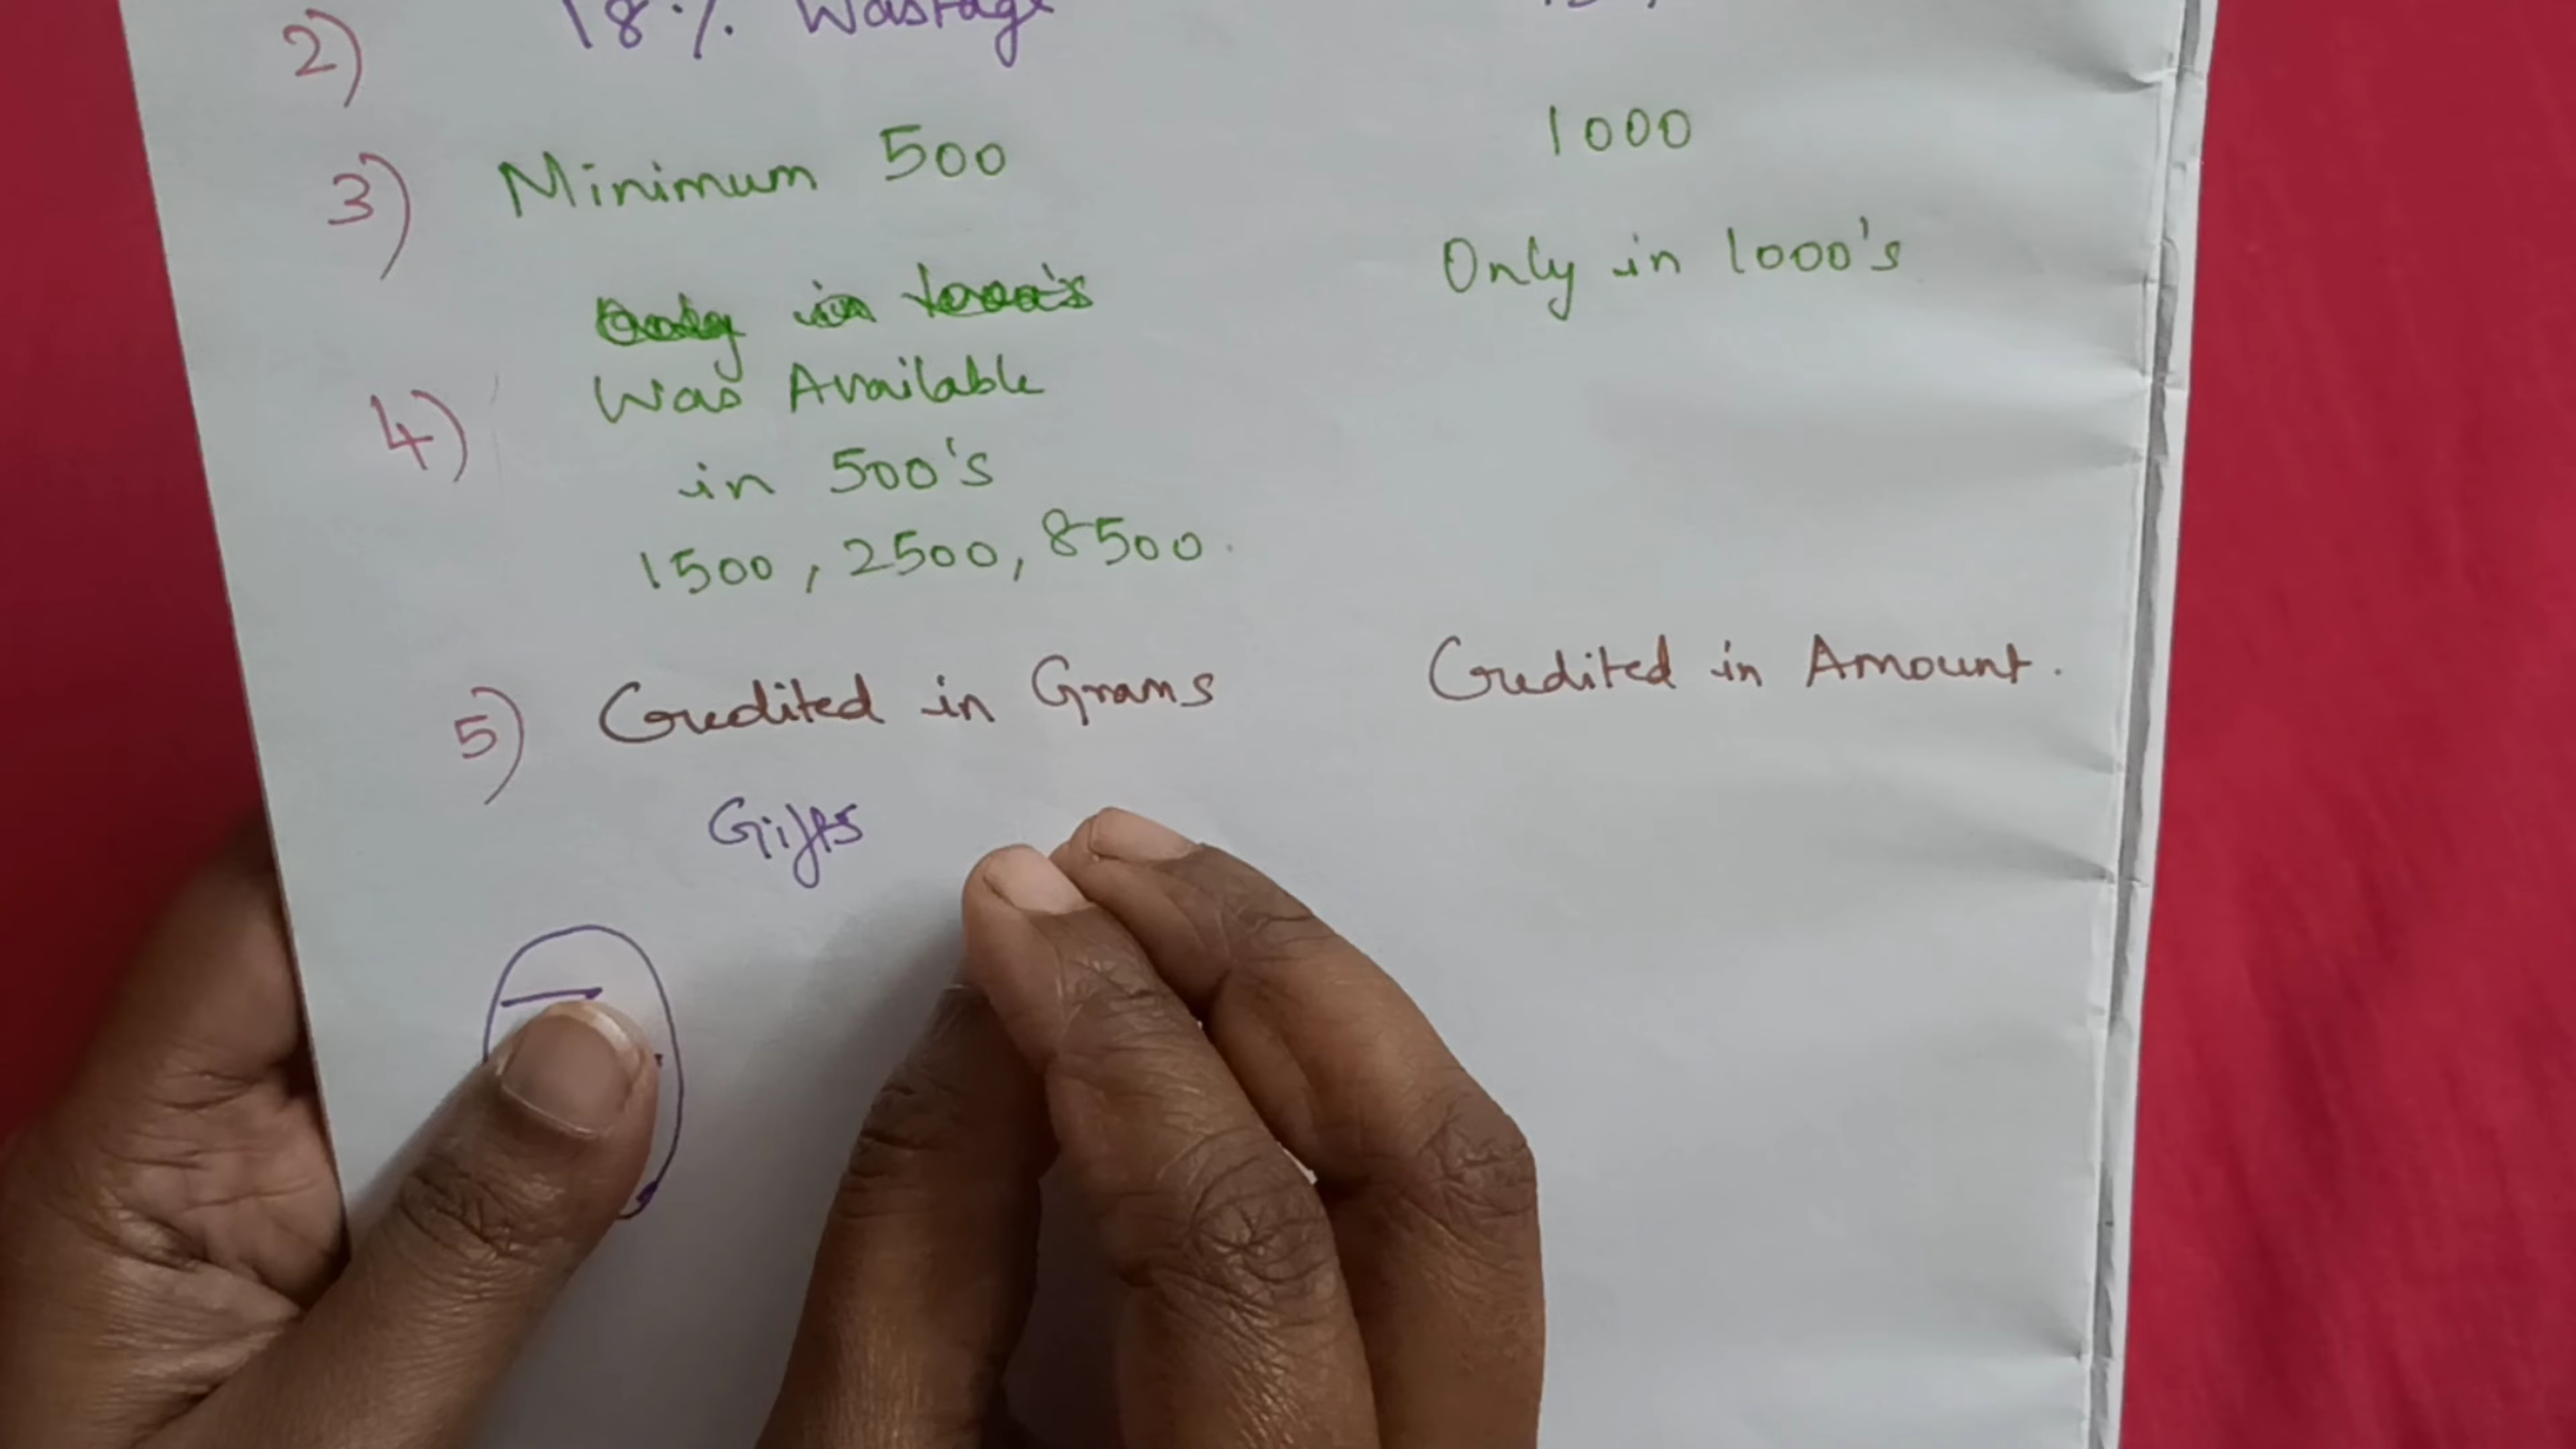 2) 18% Wastage
3) Minimum 500 1000
Only in 1000's
4) Was Available
in 500's
1500, 2500, 8500.
5) Credited in Grams Credited in Amount.
Gifts